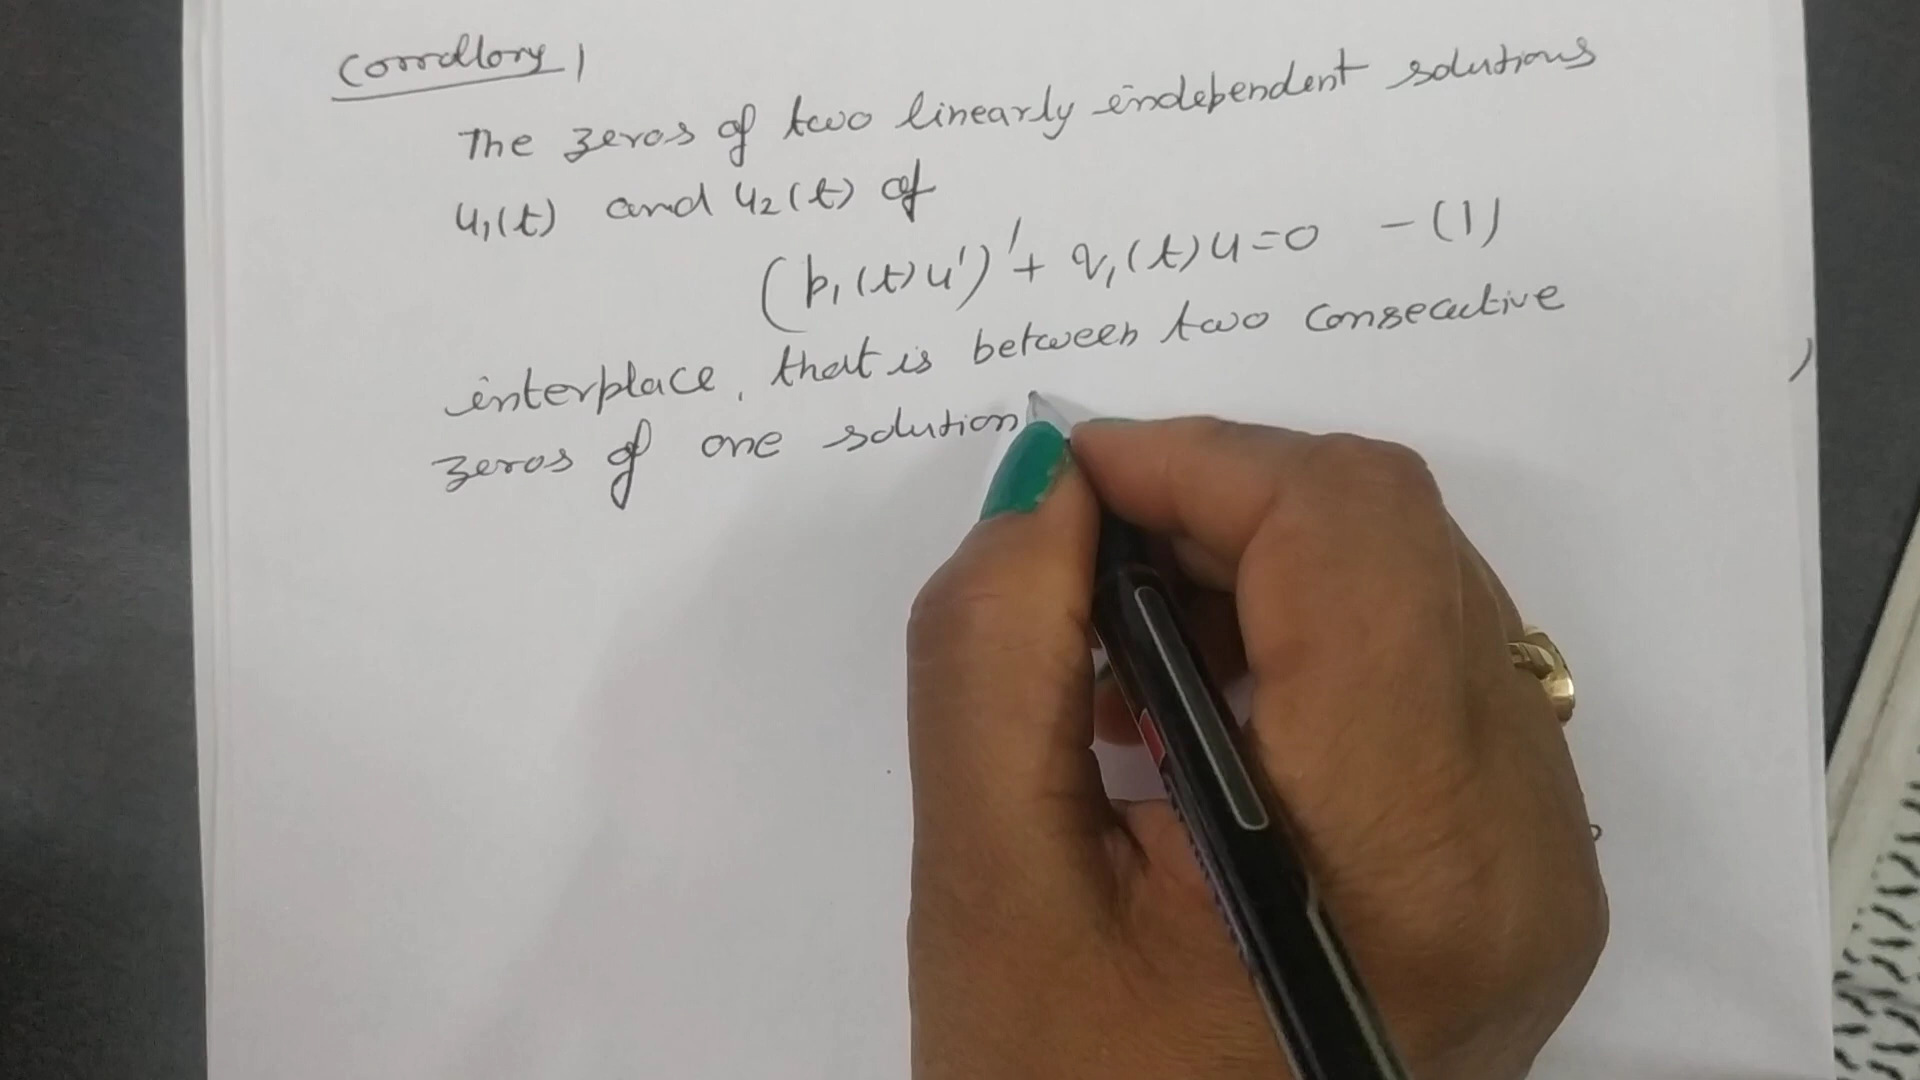 Corrollory 1
The zeros of two linearly independent solutions
u₁(t) and u₂(t) of
(p₁(t)u')' + q₁(t)u=0 -(1)
interplace, that is between two consecutive
zeros of one solution